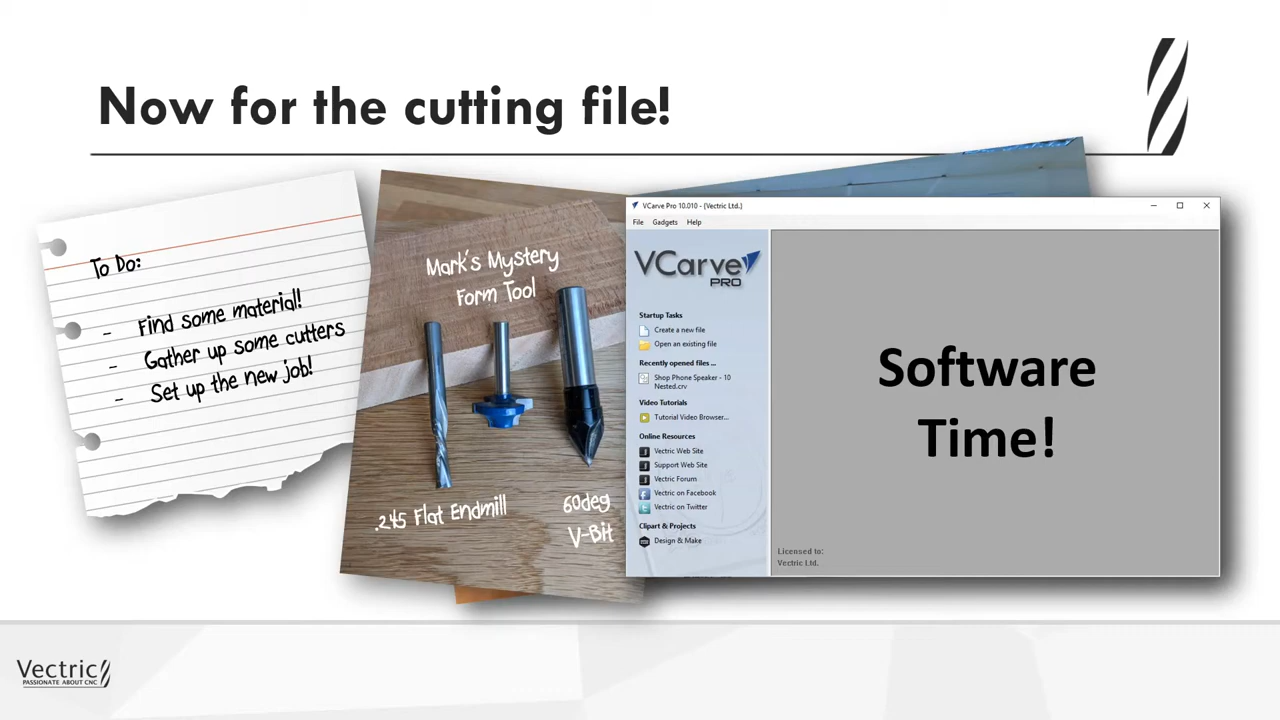 Now for the cutting file!
To Do:
- Find some material!
- Gather up some cutters
- Set up the new job!
Mark's Mystery
Form Tool
.245 Flat Endmill
60deg
V-Bit
VCarve Pro 10.010 - {Vectric Ltd.}
File Gadgets Help
VCarve
PRO
Startup Tasks
Create a new file
Open an existing file
Recently opened files ...
Shop Phone Speaker - 10
Nested.crv
Video Tutorials
Tutorial Video Browser...
Online Resources
Vectric Web Site
Support Web Site
Vectric Forum
Vectric on Facebook
Vectric on Twitter
Clipart & Projects
Design & Make
Software
Time!
Licensed to:
Vectric Ltd.
Vectric
PASSIONATE ABOUT CNC